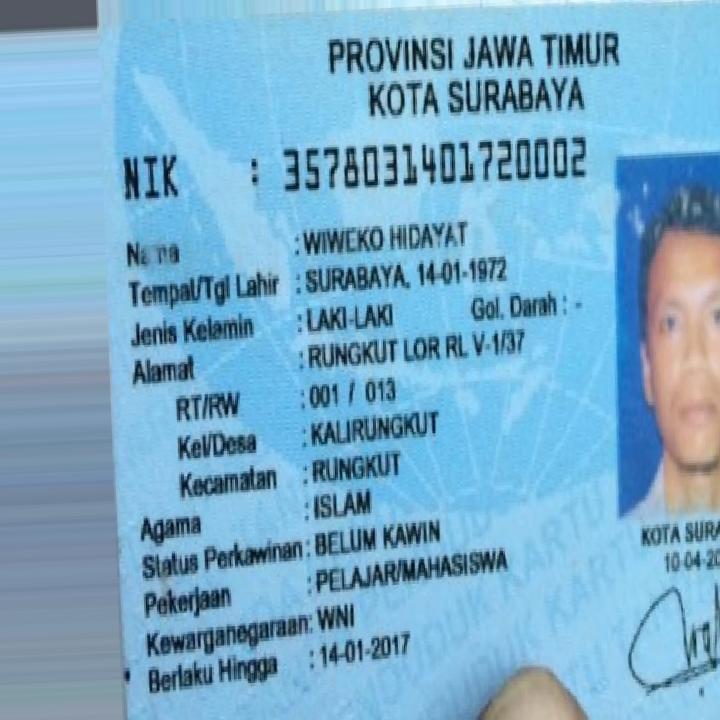 PROVINSI JAWA TIMUR
KOTA SURABAYA
NIK : 3578031401720002
Nama : WIWEKO HIDAYAT
Tempat/Tgl Lahir : SURABAYA, 14-01-1972
Jenis Kelamin : LAKI-LAKI Gol. Darah : -
Alamat : RUNGKUT LOR RL V-1/37
RT/RW : 001 / 013
Kel/Desa : KALIRUNGKUT
Kecamatan : RUNGKUT
Agama : ISLAM
Status Perkawinan : BELUM KAWIN
Pekerjaan : PELAJAR/MAHASISWA
Kewarganegaraan : WNI
Berlaku Hingga : 14-01-2017
KOTA SURA
10-04-20